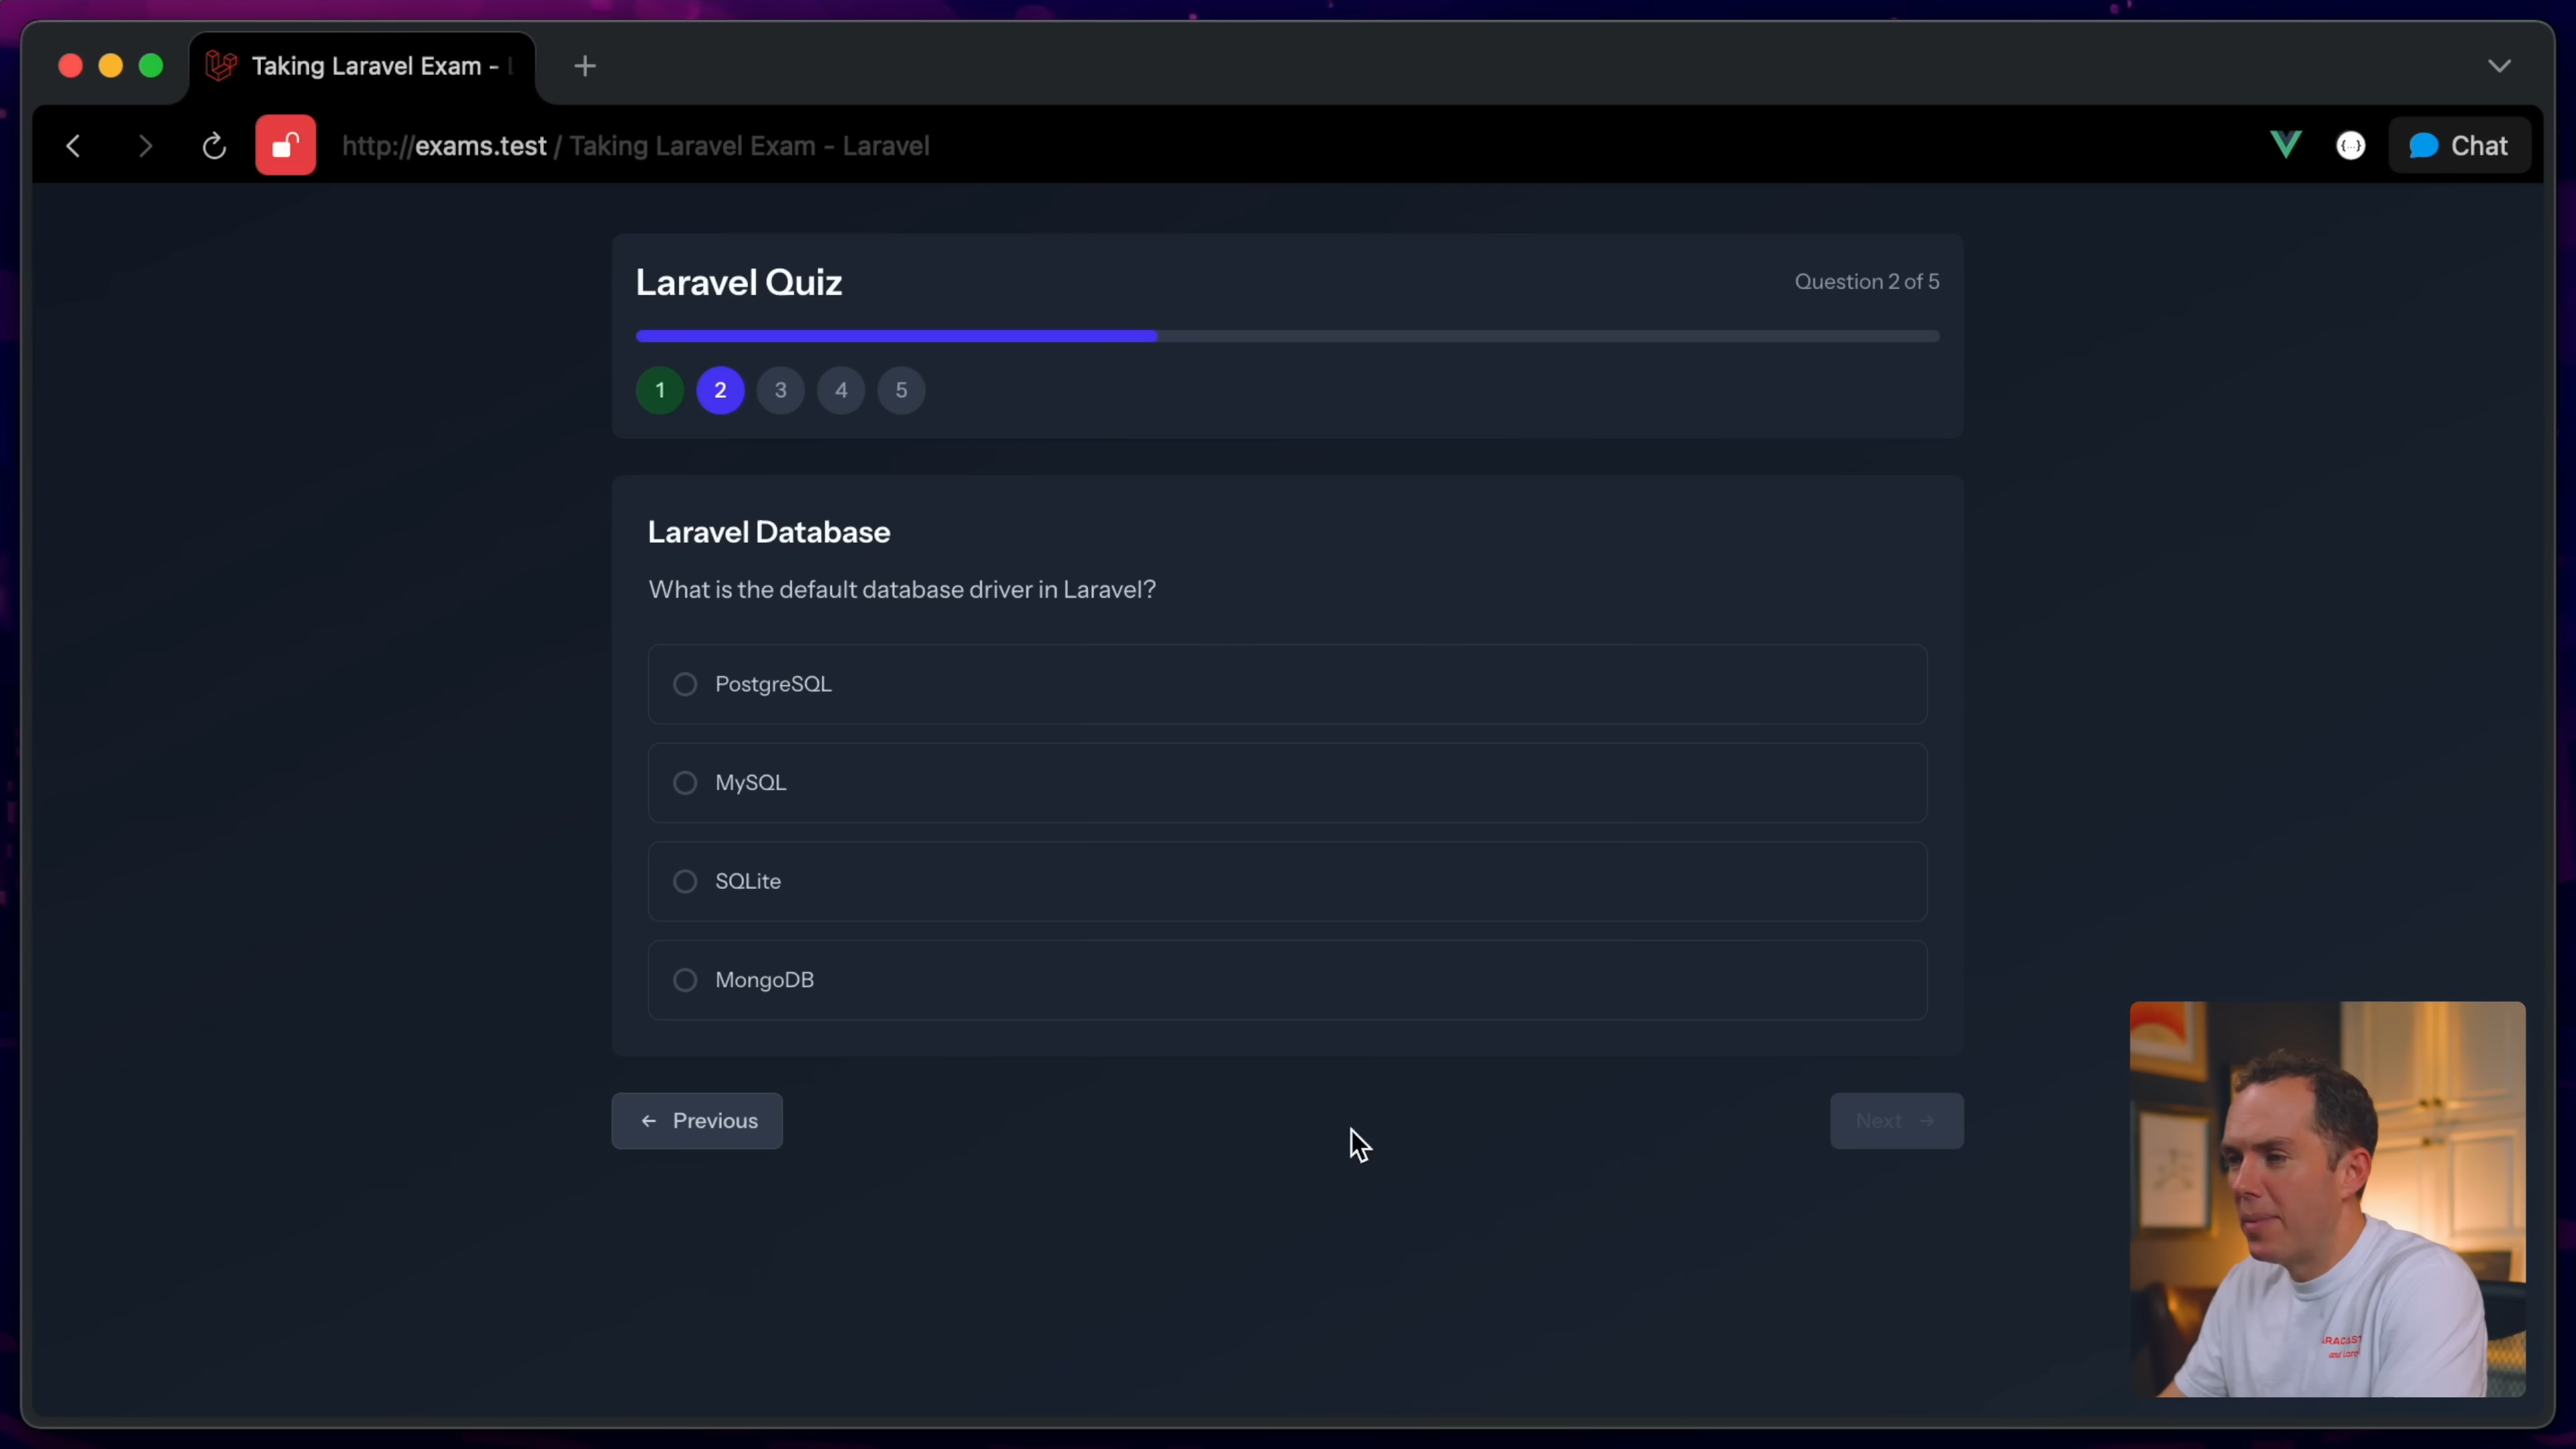 Taking Laravel Exam -
http://exams.test / Taking Laravel Exam - Laravel
Chat
Laravel Quiz
Question 2 of 5
1 2 3 4 5
Laravel Database
What is the default database driver in Laravel?
PostgreSQL
MySQL
SQLite
MongoDB
← Previous
Next →